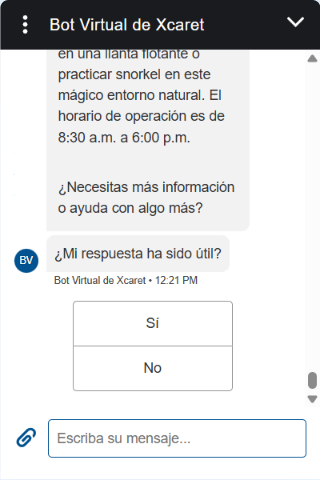 Bot Virtual de Xcaret
en una llanta flotante o
practicar snorkel en este
mágico entorno natural. El
horario de operación es de
8:30 a.m. a 6:00 p.m.
¿Necesitas más información
o ayuda con algo más?
BV
¿Mi respuesta ha sido útil?
Bot Virtual de Xcaret • 12:21 PM
Sí
No
Escriba su mensaje...